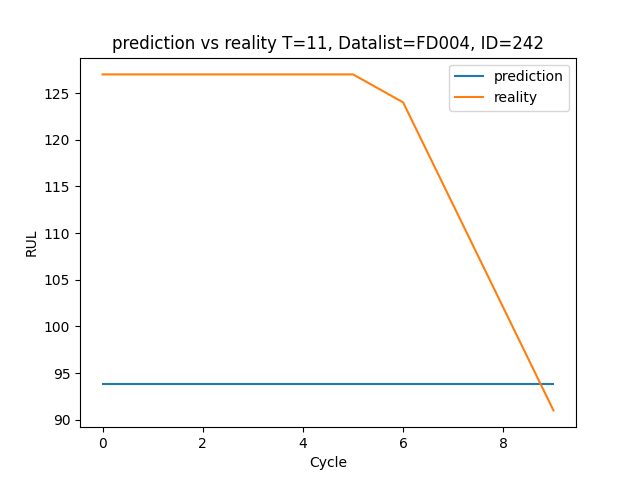 prediction vs reality T=11, Datalist=FD004, ID=242
prediction
reality
125
120
115
110
105
100
95
90
RUL
0 2 4 6 8
Cycle